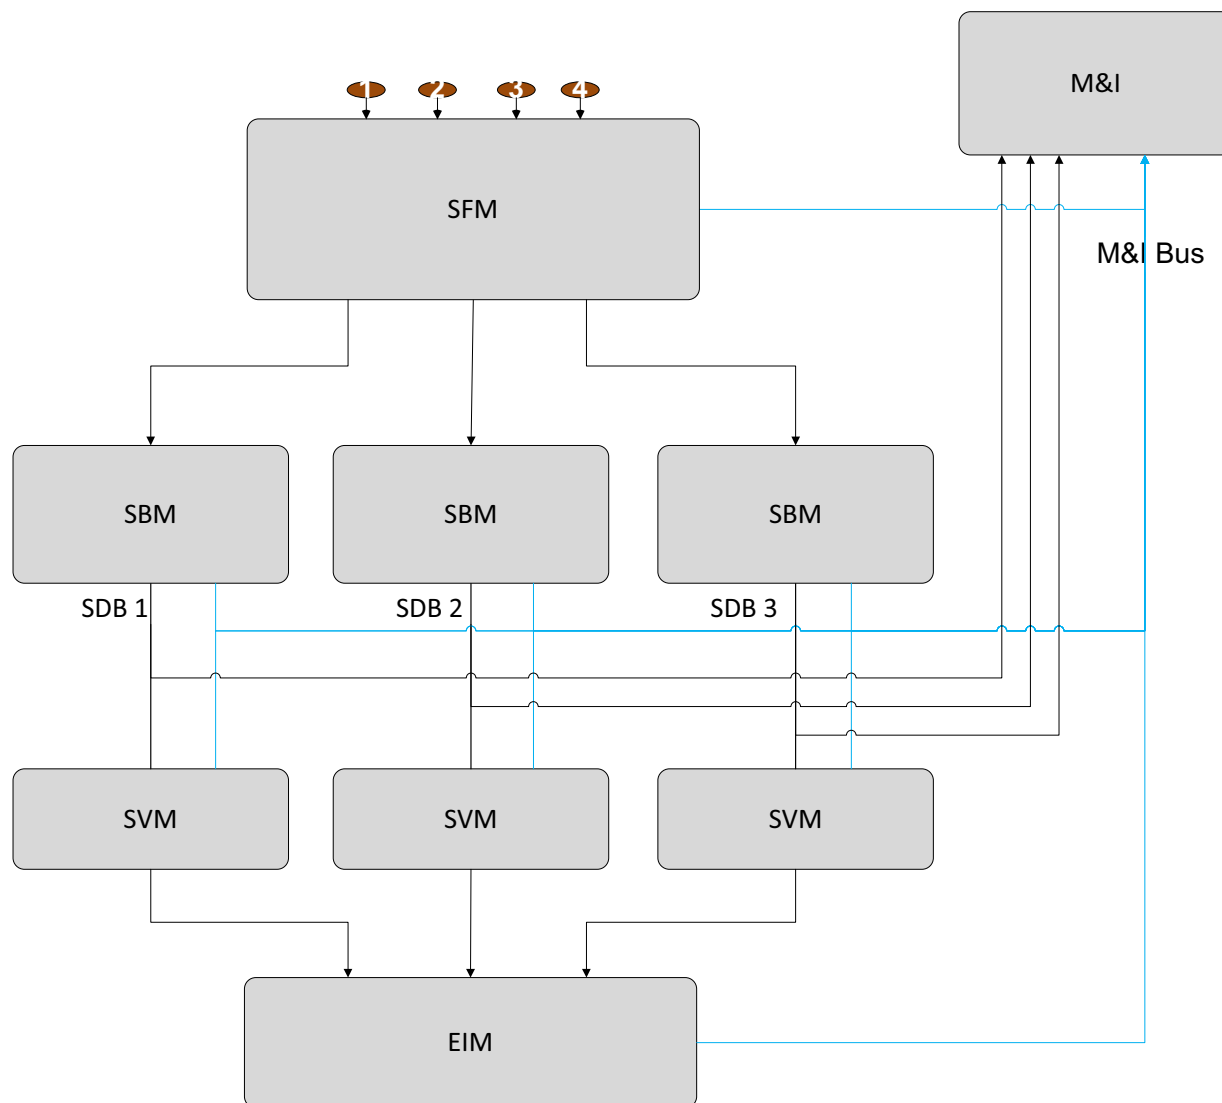 M&I
1 2 3 4
SFM
M&I Bus
SBM SBM SBM
SDB 1 SDB 2 SDB 3
SVM SVM SVM
EIM